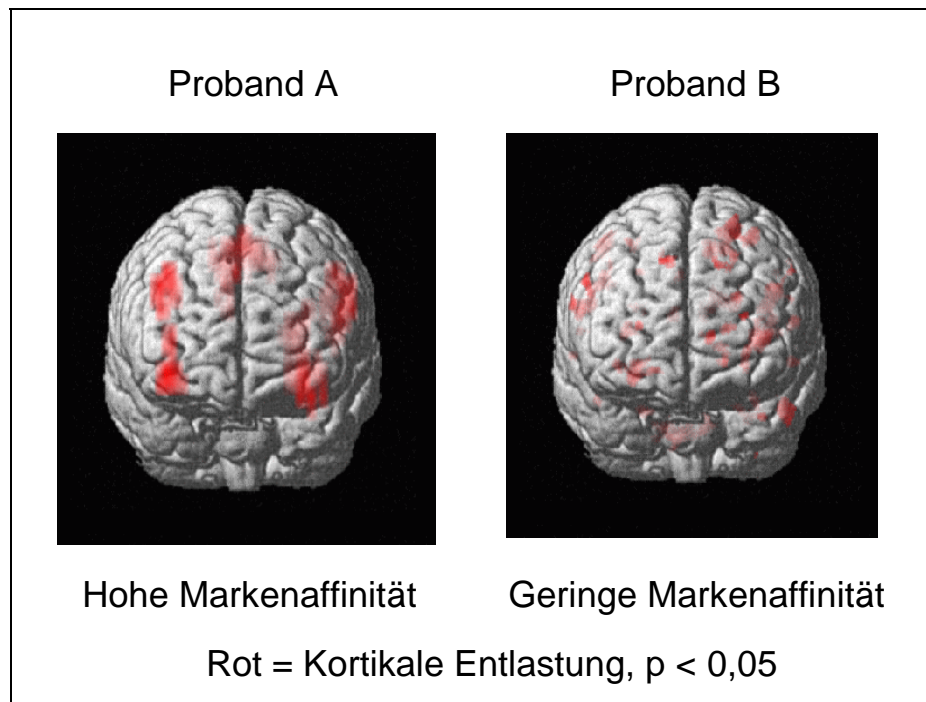 Proband A
Proband B
Hohe Markenaffinität
Geringe Markenaffinität
Rot = Kortikale Entlastung, p < 0,05